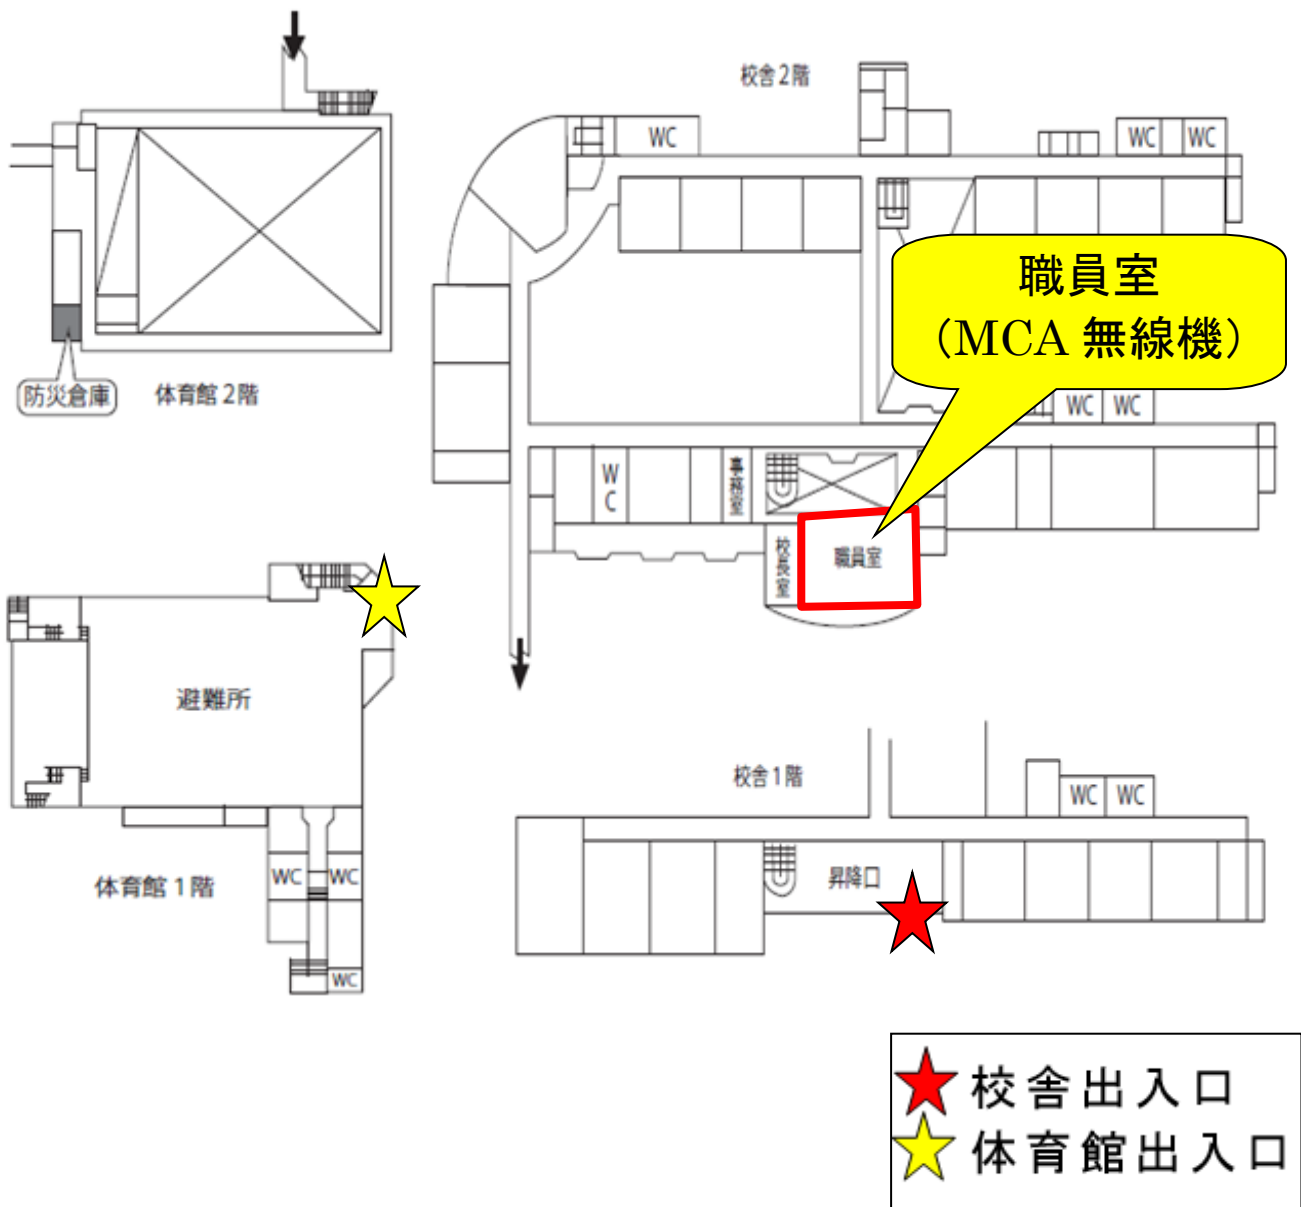 校舎2階
WC
WC
WC
職員室
(MCA 無線機)
防災倉庫
体育館2階
WC
WC
WC
事務室
校長室
職員室
避難所
校舎1階
WC
WC
体育館1階
WC
WC
昇降口
WC
校舎出入口
体育館出入口